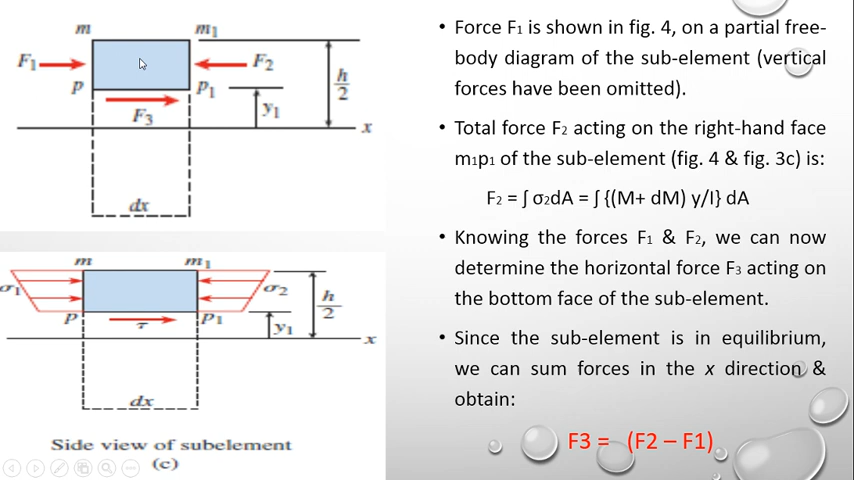 m m₁
F₁ F₂
p p₁
F₃
y₁
h/2
x
dx
m m₁
σ₁ σ₂
p p₁
τ
y₁
h/2
x
dx
Side view of subelement
(c)
• Force F₁ is shown in fig. 4, on a partial free-
body diagram of the sub-element (vertical
forces have been omitted).
• Total force F₂ acting on the right-hand face
m₁p₁ of the sub-element (fig. 4 & fig. 3c) is:
F₂ = ∫ σ₂dA = ∫ {(M+ dM) y/I} dA
• Knowing the forces F₁ & F₂, we can now
determine the horizontal force F₃ acting on
the bottom face of the sub-element.
• Since the sub-element is in equilibrium,
we can sum forces in the x direction &
obtain:
F3 = (F2 – F1)